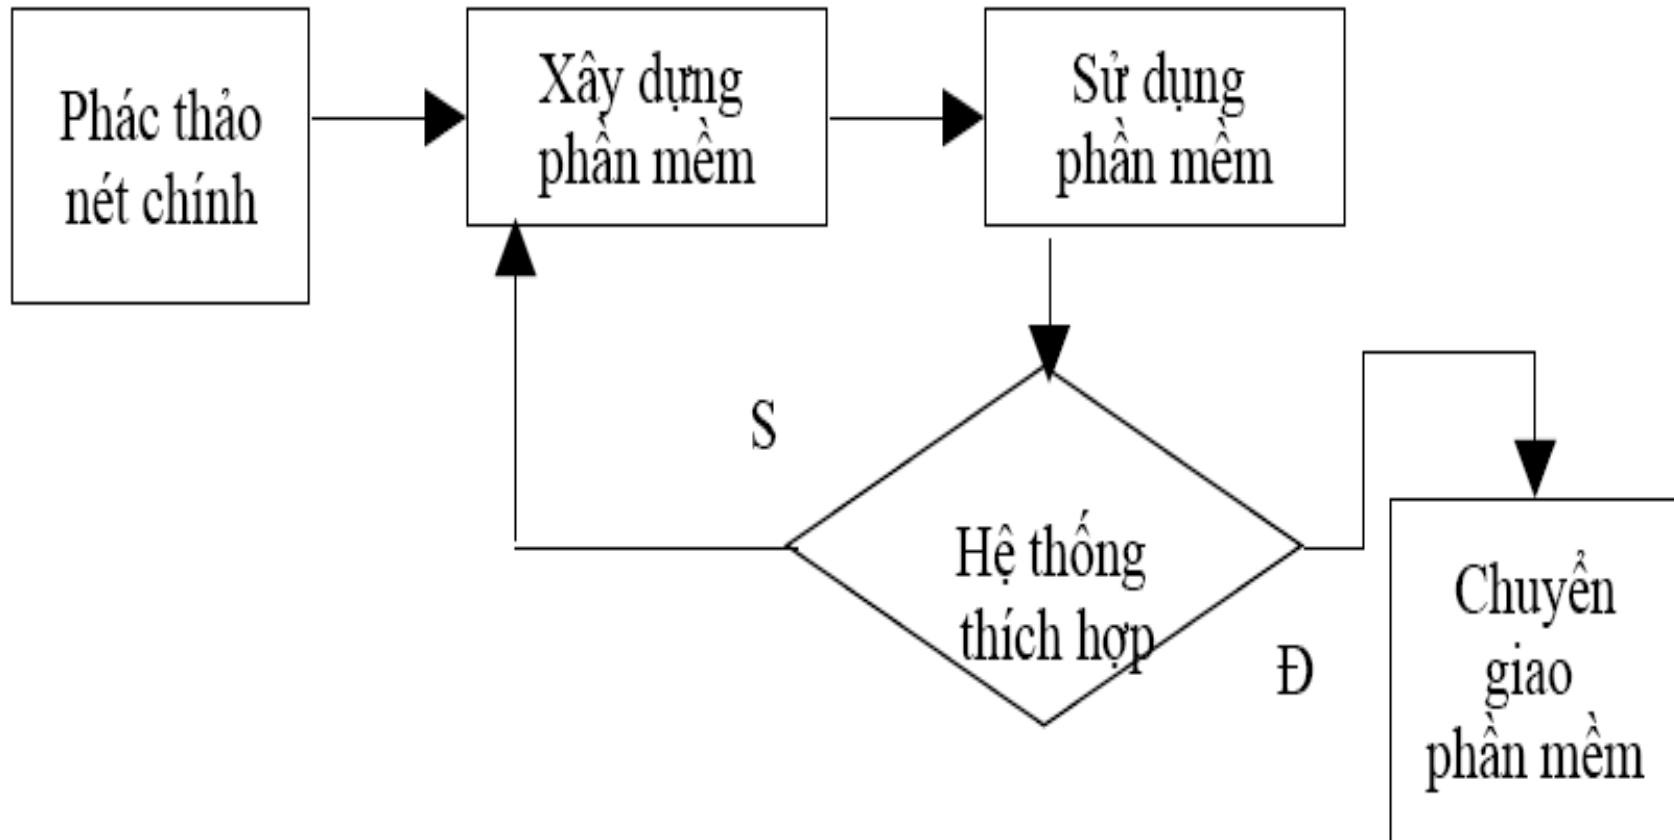 Phác thảo
nét chính
Xây dựng
phần mềm
Sử dụng
phần mềm
S
Hệ thống
thích hợp
Đ
Chuyển
giao
phần mềm